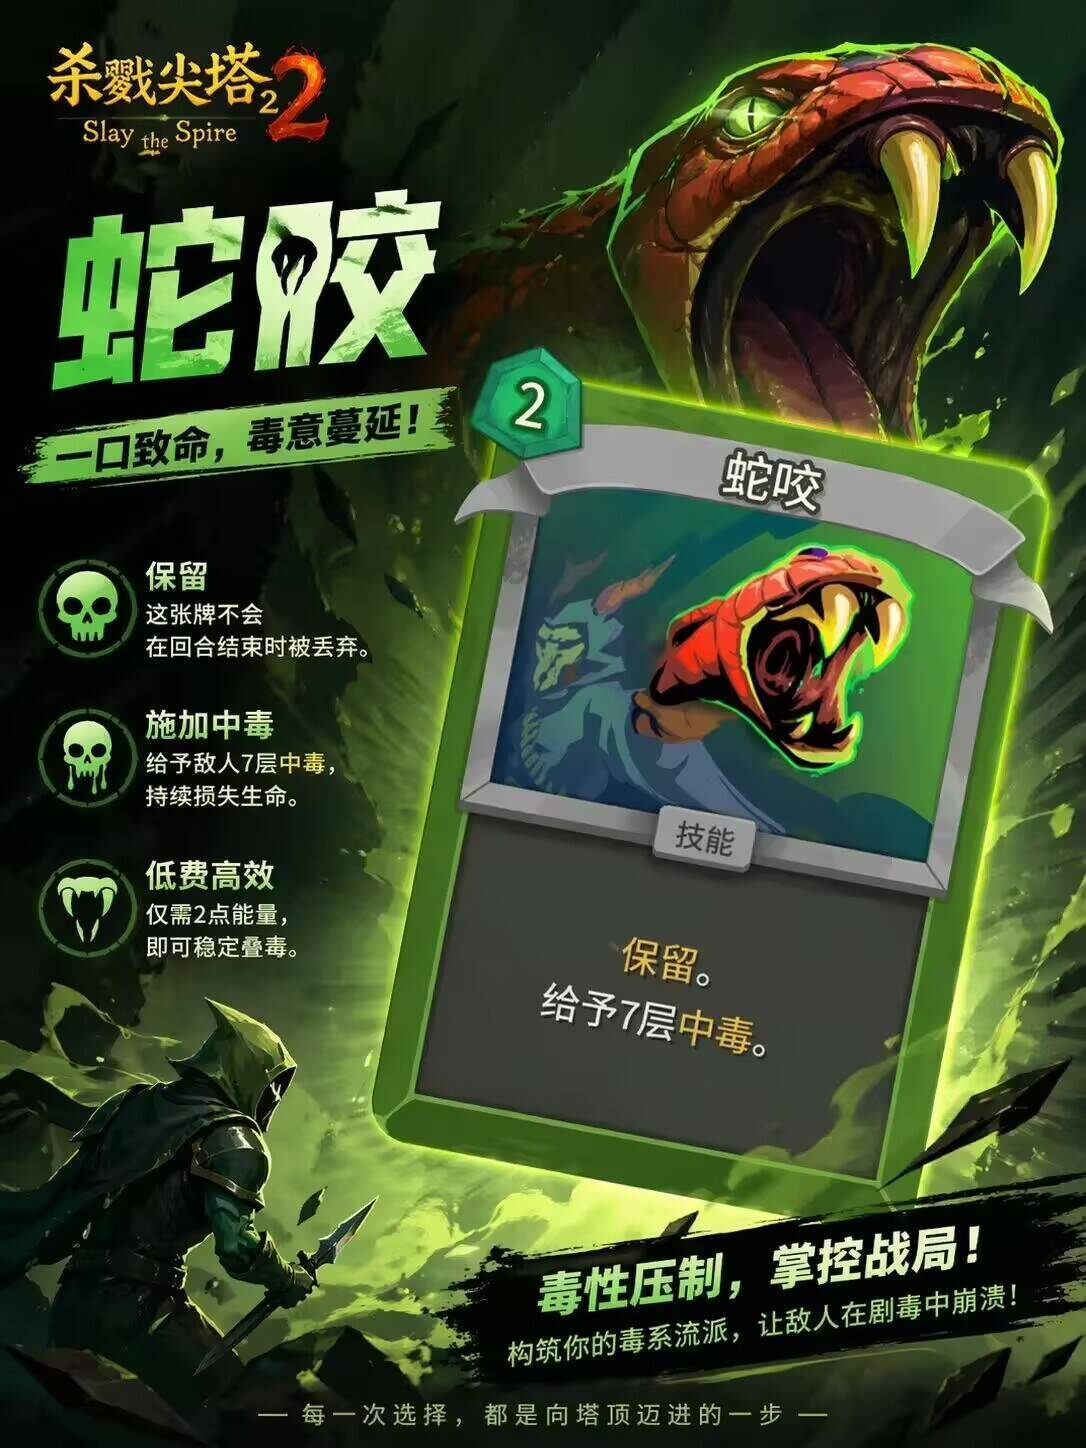 杀戮尖塔2
2
Slay the Spire
蛇咬
一口致命，毒意蔓延！
2
蛇咬
保留
这张牌不会
在回合结束时被丢弃。
施加中毒
给予敌人7层中毒，
持续损失生命。
低费高效
仅需2点能量，
即可稳定叠毒。
技能
保留。
给予7层中毒。
毒性压制，掌控战局！
构筑你的毒系流派，让敌人在剧毒中崩溃！
— 每一次选择，都是向塔顶迈进的一步 —